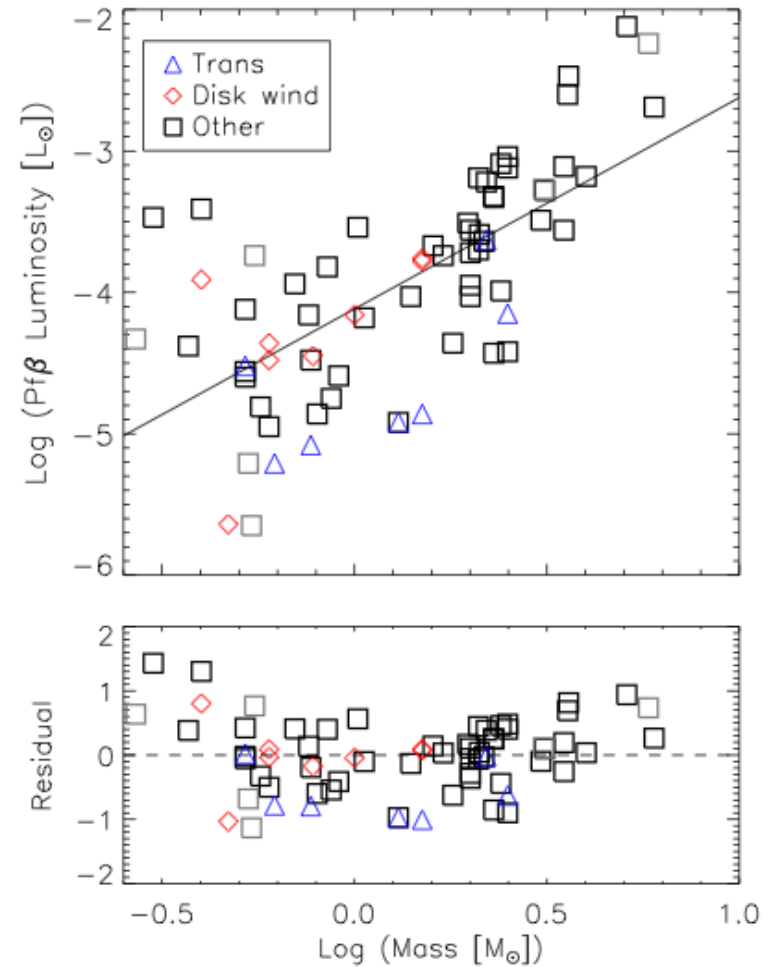 −2
Trans
Disk wind
Other
−3
−4
−5
−6
Log (Pfβ Luminosity [L☉])
2
1
0
−1
−2
Residual
−0.5 0.0 0.5 1.0
Log (Mass [M☉])